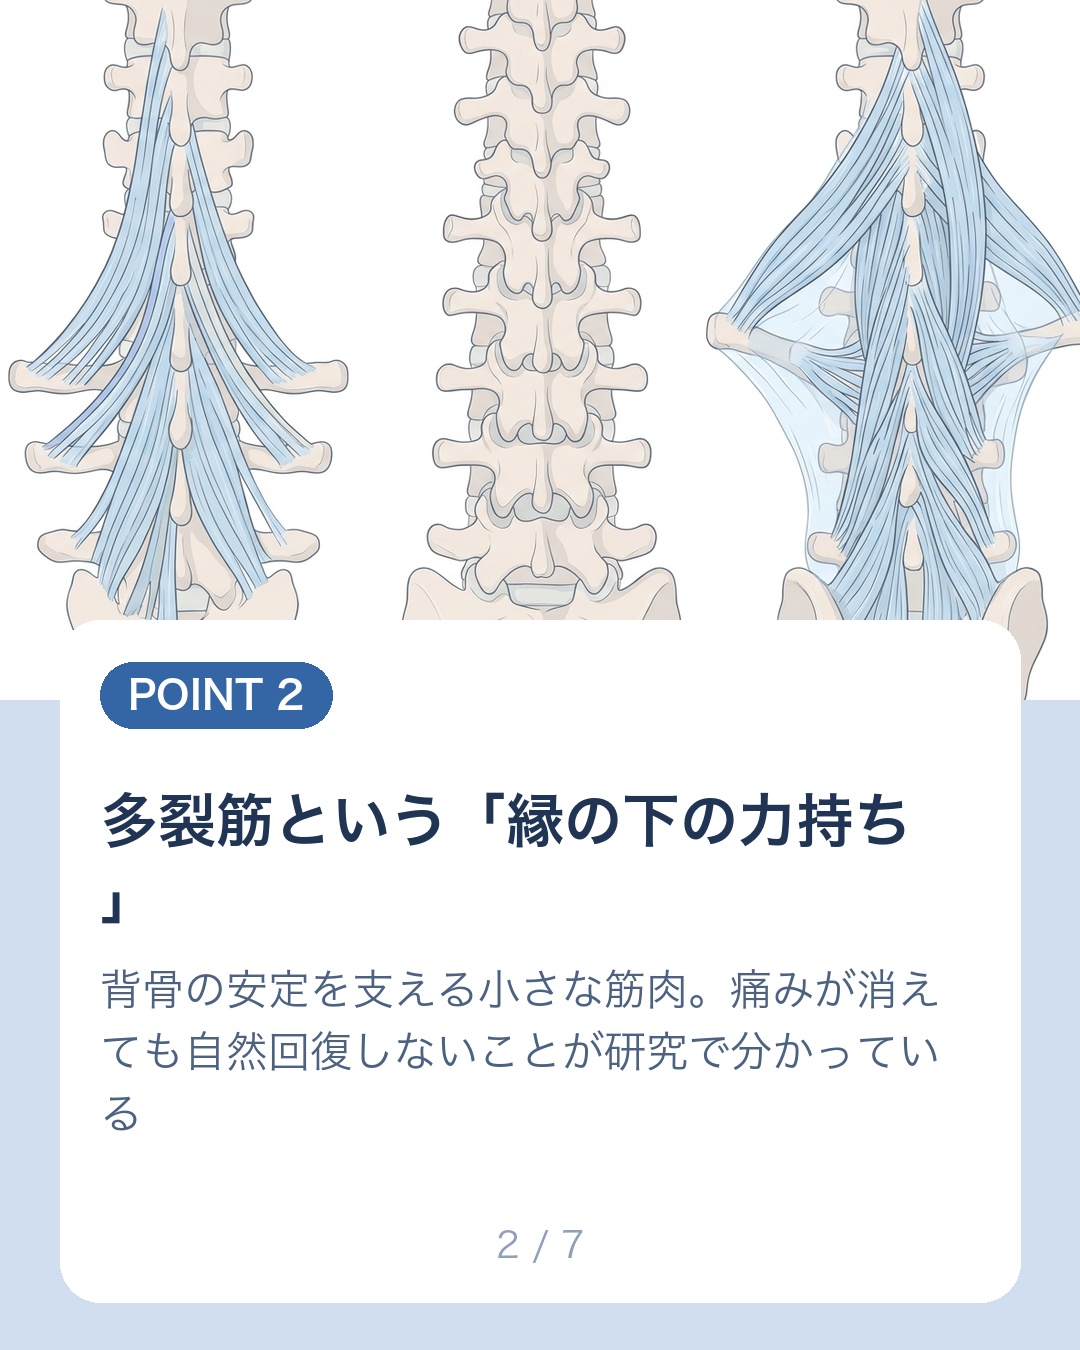 POINT 2
多裂筋という「縁の下の力持ち
」
背骨の安定を支える小さな筋肉。痛みが消え
ても自然回復しないことが研究で分かってい
る
2 / 7